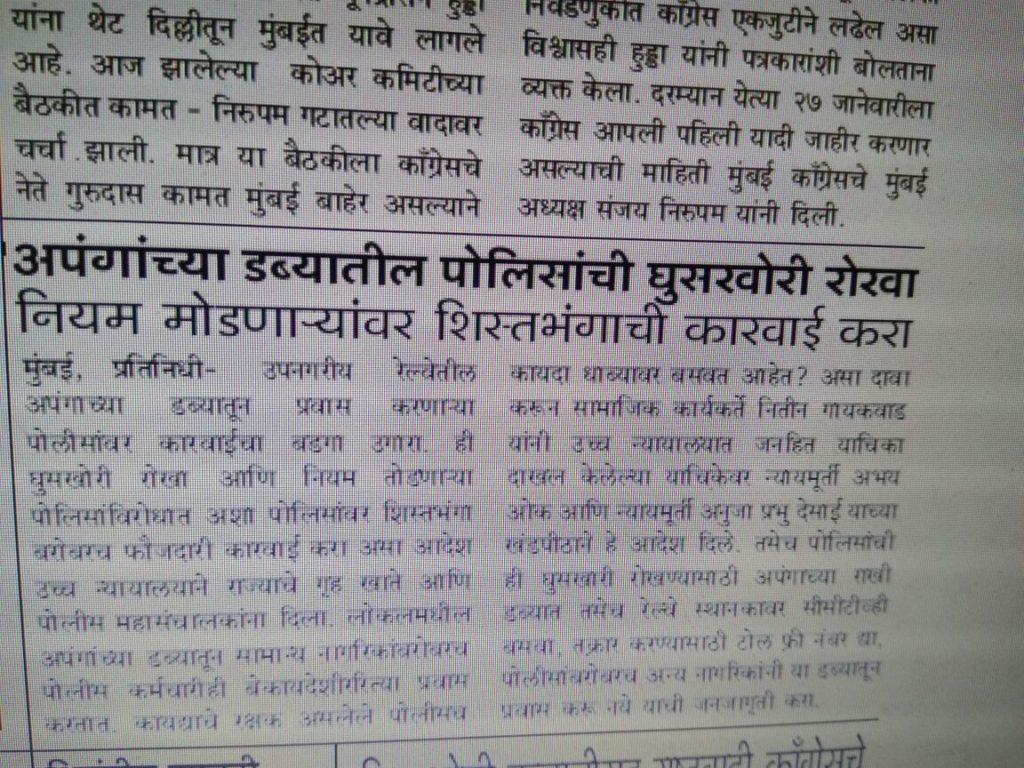 यांना थेट दिल्लीतून मुंबईत यावे लागले
आहे. आज झालेल्या कोअर कमिटीच्या
बैठकीत कामत - निरुपम गटातल्या वादावर
चर्चा झाली. मात्र या बैठकीला काँग्रेसचे
नेते गुरुदास कामत मुंबई बाहेर असल्याने
निवडणुकीत काँग्रेस एकजुटीने लढेल असा
विश्वासही हुड्डा यांनी पत्रकारांशी बोलताना
व्यक्त केला. दरम्यान येत्या २७ जानेवारीला
काँग्रेस आपली पहिली यादी जाहीर करणार
असल्याची माहिती मुंबई काँग्रेसचे मुंबई
अध्यक्ष संजय निरुपम यांनी दिली.
अपंगांच्या डब्यातील पोलिसांची घुसखोरी रोखा
नियम मोडणाऱ्यांवर शिस्तभंगाची कारवाई करा
मुंबई, प्रतिनिधी- उपनगरीय रेल्वेतील
अपंगाच्या डब्यातून प्रवास करणाऱ्या
पोलीसांवर कारवाईचा बडगा उगारा. ही
घुसखोरी रोखा आणि नियम तोडणाऱ्या
पोलिसांविरोधात अशा पोलिसांवर शिस्तभंगा
बरोबरच फौजदारी कारवाई करा असा आदेश
उच्च न्यायालयाने राज्याचे गृह खाते आणि
पोलीस महासंचालकांना दिला. लोकलमधील
अपंगांच्या डब्यातून सामान्य नागरिकांबरोबरच
पोलीस कर्मचारीही बेकायदेशीररित्या प्रवास
करतात. कायद्याचे रक्षक असलेले पोलीसच
कायदा धाब्यावर बसवत आहेत? असा दावा
करून सामाजिक कार्यकर्ते नितीन गायकवाड
यांनी उच्च न्यायालयात जनहित याचिका
दाखल केलेल्या याचिकेवर न्यायमूर्ती अभय
ओक आणि न्यायमूर्ती अनुजा प्रभु देसाई याच्या
खंडपीठाने हे आदेश दिले. तसेच पोलिसांची
ही घुसखारी रोखण्यासाठी अपंगाच्या राखी
डब्यात तसेच रेल्वे स्थानकावर सीसीटीव्ही
बसवा, तक्रार करण्यासाठी टोल फ्री नंबर द्या,
पोलीसांबरोबरच अन्य नागरिकांनी या डब्यातून
प्रवास करू नये याची जनजागृती करा.